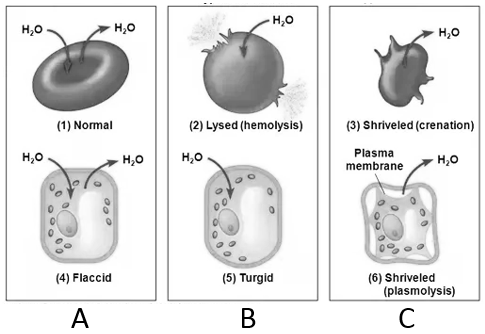 H₂O H₂O
(1) Normal
H₂O H₂O
(4) Flaccid
H₂O
(2) Lysed (hemolysis)
H₂O
(5) Turgid
H₂O
(3) Shriveled (crenation)
Plasma
membrane
H₂O
(6) Shriveled
(plasmolysis)
A B C